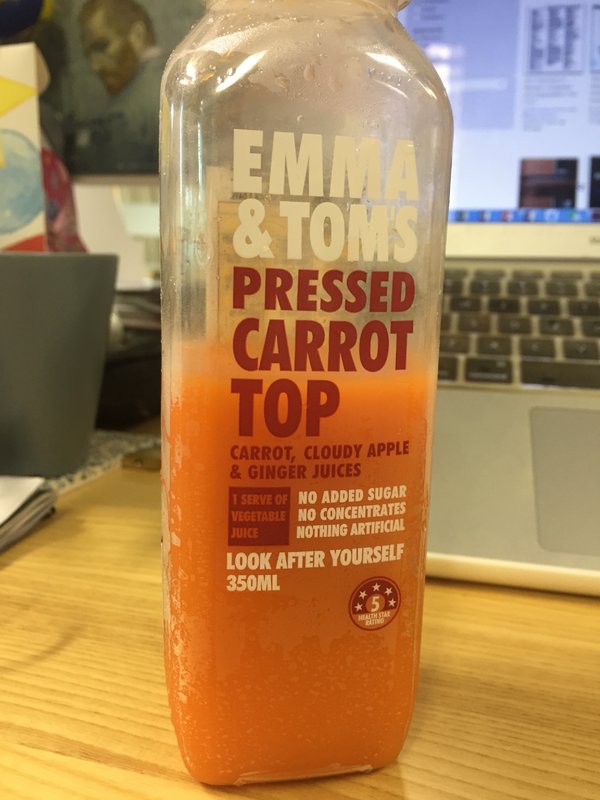 EMMA
& TOM'S
PRESSED
CARROT
TOP
CARROT, CLOUDY APPLE
& GINGER JUICES
1 SERVE OF
VEGETABLE
JUICE
NO ADDED SUGAR
NO CONCENTRATES
NOTHING ARTIFICIAL
LOOK AFTER YOURSELF
350ML
5
HEALTH STAR
RATING